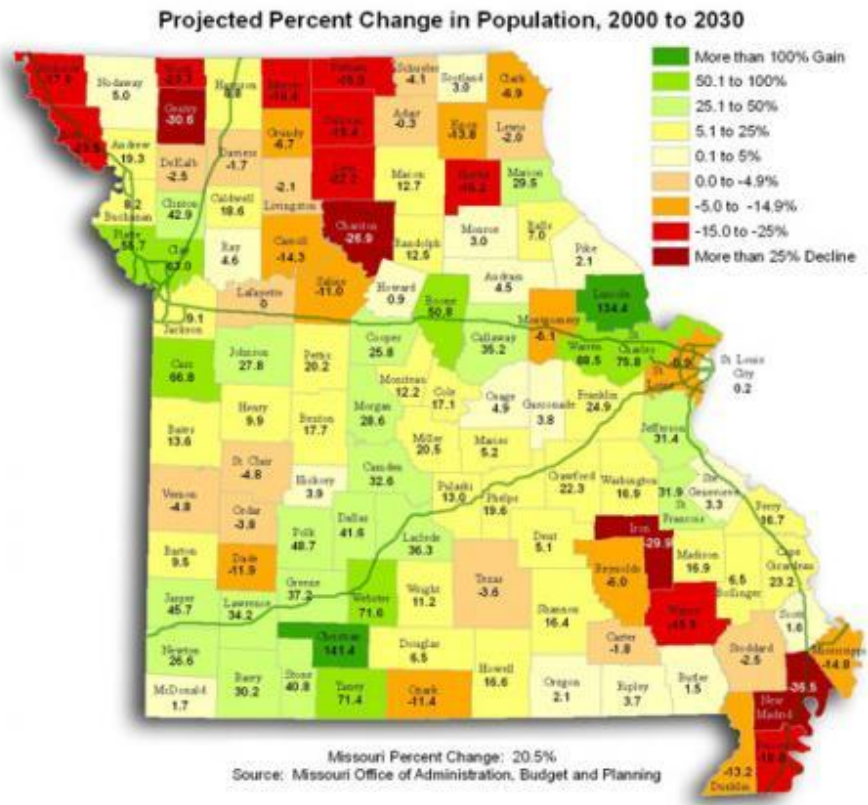 Projected Percent Change in Population, 2000 to 2030
More than 100% Gain
50.1 to 100%
25.1 to 50%
5.1 to 25%
0.1 to 5%
0.0 to -4.9%
-5.0 to -14.9%
-15.0 to -25%
More than 25% Decline
Nodaway
5.0
Harrison
Schuyler
-4.1
Scotland
3.0
Clark
-6.9
Gentry
-30.6
Grundy
-6.7
Adair
-0.3
Knox
-13.8
Lewis
-2.0
Andrew
19.3
DeKalb
-2.5
Daviess
-1.7
Macon
12.7
Marion
29.5
Buchanan
8.2
Clinton
42.9
Caldwell
18.6
Livingston
-2.1
Chariton
-26.9
Randolph
12.5
Monroe
3.0
Ralls
7.0
Pike
2.1
Platte
55.7
Clay
63.0
Ray
4.6
Carroll
-14.3
Saline
-11.0
Howard
0.9
Boone
50.8
Audrain
4.5
Lincoln
134.4
Lafayette
0
Jackson
9.1
Cooper
25.8
Callaway
35.2
Montgomery
-6.1
Warren
88.5
St
Charles
75.8
St
Louis
St Louis
City
0.2
Cass
66.8
Johnson
27.8
Pettis
20.2
Moniteau
12.2
Cole
17.1
Osage
4.9
Gasconade
3.8
Franklin
24.9
Jefferson
31.4
Bates
13.6
Henry
9.9
Benton
17.7
Morgan
28.6
Miller
20.5
Maries
5.2
St Clair
-4.8
Hickory
3.9
Camden
32.6
Pulaski
13.0
Phelps
19.6
Crawford
22.3
Washington
16.9
31.9
St
Francois
Ste
Genevieve
3.3
Perry
16.7
Vernon
-4.8
Cedar
-3.8
Polk
48.7
Dallas
41.6
Laclede
36.3
Dent
5.1
Iron
-29.9
Madison
16.9
Cape
Girardeau
23.2
Barton
9.5
Dade
-11.9
Greene
37.2
Webster
71.6
Wright
11.2
Texas
-3.6
Shannon
16.4
Reynolds
-6.0
Wayne
6.5
Bollinger
Scott
1.6
Jasper
45.7
Lawrence
34.2
Christian
141.4
Douglas
6.5
Howell
16.6
Carter
-1.8
Stoddard
-2.5
Mississippi
-14.8
Newton
26.6
McDonald
1.7
Barry
30.2
Stone
40.8
Taney
71.4
Ozark
-11.4
Oregon
2.1
Ripley
3.7
Butler
1.5
New
Madrid
-36.5
-13.2
Dunklin
Missouri Percent Change: 20.5%
Source: Missouri Office of Administration, Budget and Planning